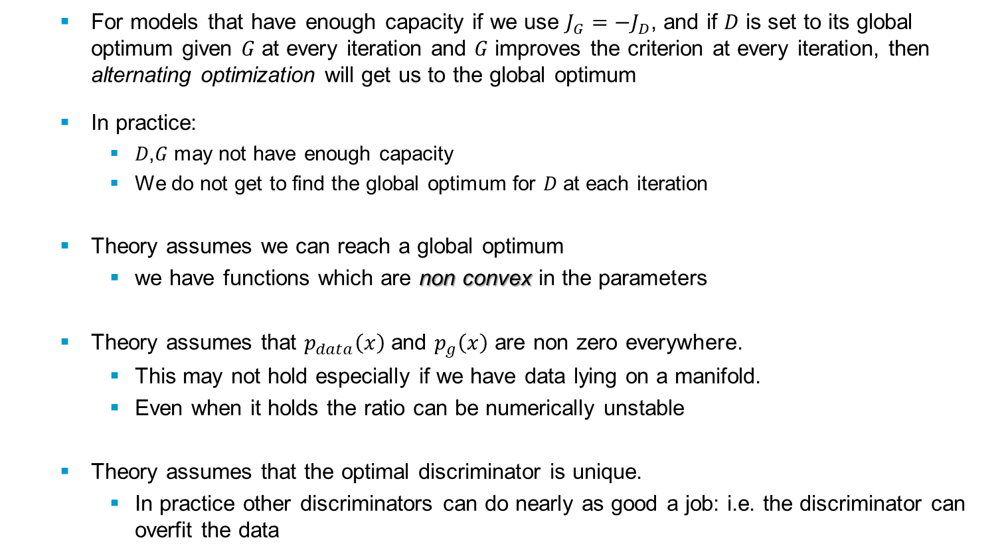 ▪ For models that have enough capacity if we use 𝐽_𝐺 = −𝐽_𝐷, and if 𝐷 is set to its global
optimum given 𝐺 at every iteration and 𝐺 improves the criterion at every iteration, then
alternating optimization will get us to the global optimum
▪ In practice:
▪ 𝐷,𝐺 may not have enough capacity
▪ We do not get to find the global optimum for 𝐷 at each iteration
▪ Theory assumes we can reach a global optimum
▪ we have functions which are non convex in the parameters
▪ Theory assumes that 𝑝_𝑑𝑎𝑡𝑎(𝑥) and 𝑝_𝑔(𝑥) are non zero everywhere.
▪ This may not hold especially if we have data lying on a manifold.
▪ Even when it holds the ratio can be numerically unstable
▪ Theory assumes that the optimal discriminator is unique.
▪ In practice other discriminators can do nearly as good a job: i.e. the discriminator can
overfit the data